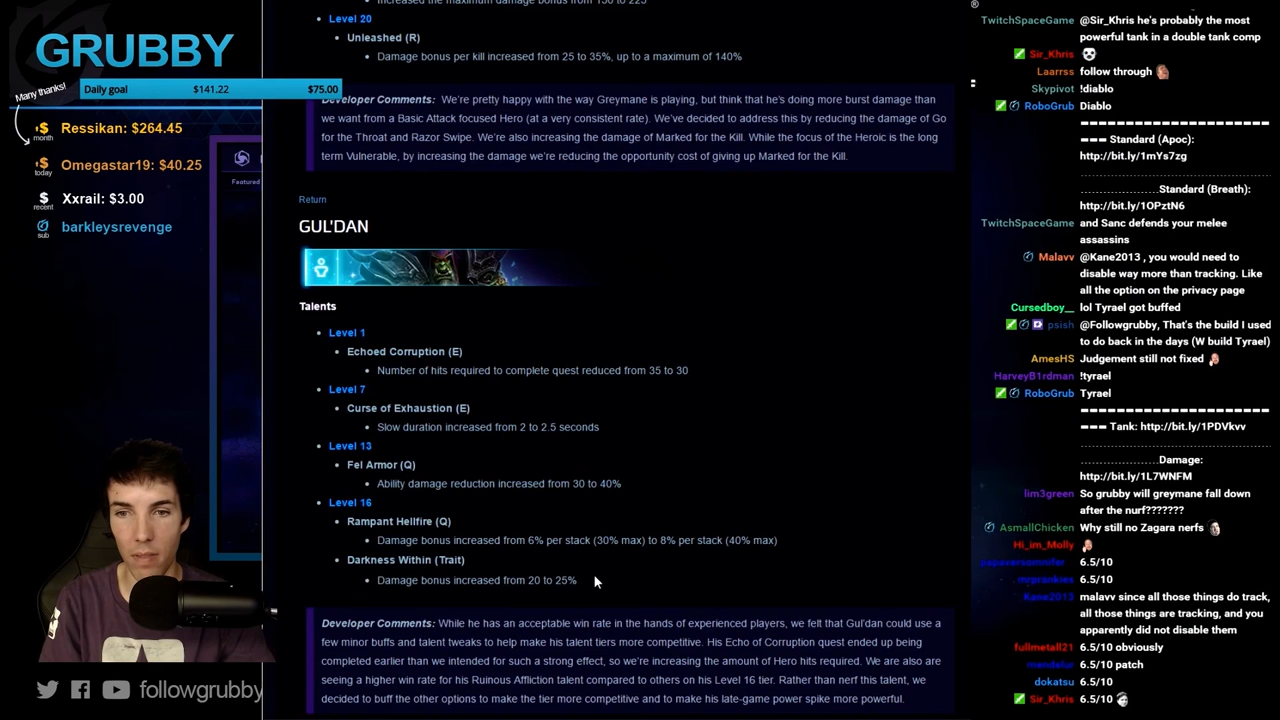 GRUBBY
Many thanks!
Daily goal $141.22 $75.00
month Ressikan: $264.45
today Omegastar19: $40.25
recent Xxrail: $3.00
sub barkleysrevenge
Featured
followgrubby
Level 20
Unleashed (R)
Damage bonus per kill increased from 25 to 35%, up to a maximum of 140%
Developer Comments: We're pretty happy with the way Greymane is playing, but think that he's doing more burst damage than
we want from a Basic Attack focused Hero (at a very consistent rate). We've decided to address this by reducing the damage of Go
for the Throat and Razor Swipe. We're also increasing the damage of Marked for the Kill. While the focus of the Heroic is the long
term Vulnerable, by increasing the damage we're reducing the opportunity cost of giving up Marked for the Kill.
Return
GUL'DAN
Talents
Level 1
Echoed Corruption (E)
Number of hits required to complete quest reduced from 35 to 30
Level 7
Curse of Exhaustion (E)
Slow duration increased from 2 to 2.5 seconds
Level 13
Fel Armor (Q)
Ability damage reduction increased from 30 to 40%
Level 16
Rampant Hellfire (Q)
Damage increased from 6% per stack (30% max) to 8% per stack (40% max)
Darkness Within (Trait)
Damage bonus increased from 20 to 25%
Developer Comments: While he has an acceptable win rate in the hands of experienced players, we felt that Gul'dan could use a
few minor buffs and talent tweaks to help make his talent tiers more competitive. His Echo of Corruption quest ended up being
completed earlier than we intended for such a strong effect, so we're increasing the amount of Hero hits required. We are also are
seeing a higher win rate for his Ruinous Affliction talent compared to others on his Level 16 tier. Rather than nerf this talent, we
decided to buff the other options to make the tier more competitive and to make his late-game power spike more powerful.
TwitchSpaceGame @Sir_Khris he's probably the most
powerful tank in a double tank comp
Sir_Khris
Laarrss follow through
Skypivot !diablo
RoboGrub Diablo
Standard (Apoc):
http://bit.ly/1mYs7zg
Standard (Breath):
http://bit.ly/1OPztN6
TwitchSpaceGame and Sanc defends your melee
assassins
Malavv @Kane2013 , you would need to
disable way more than tracking. Like
all the option on the privacy page
Cursedboy__ lol Tyrael got buffed
psish @Followgrubby, That's the build I used
to do back in the days (W build Tyrael)
AmesHS Judgement still not fixed
HarveyB1rdman !tyrael
RoboGrub Tyrael
Tank: http://bit.ly/1PDVkvv
Damage:
http://bit.ly/1L7WNFM
lim3green So grubby will greymane fall down
after the nurf???????
AsmallChicken Why still no Zagara nerfs
Hi_im_Molly
6.5/10
mrprankies 6.5/10
Kane2013 malavv since all those things do track,
all those things are tracking, and you
apparently did not disable them
fullmetall21 6.5/10 obviously
mendelur 6.5/10 patch
dokatsu 6.5/10
Sir_Khris 6.5/10